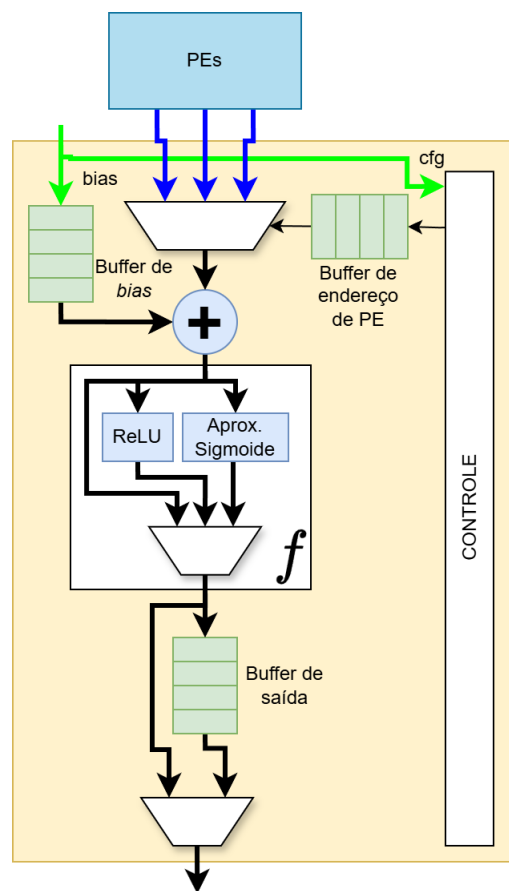 PEs
cfg
bias
Buffer de
bias
Buffer de
endereço
de PE
+
ReLU
Aprox.
Sigmoide
f
CONTROLE
Buffer de
saída